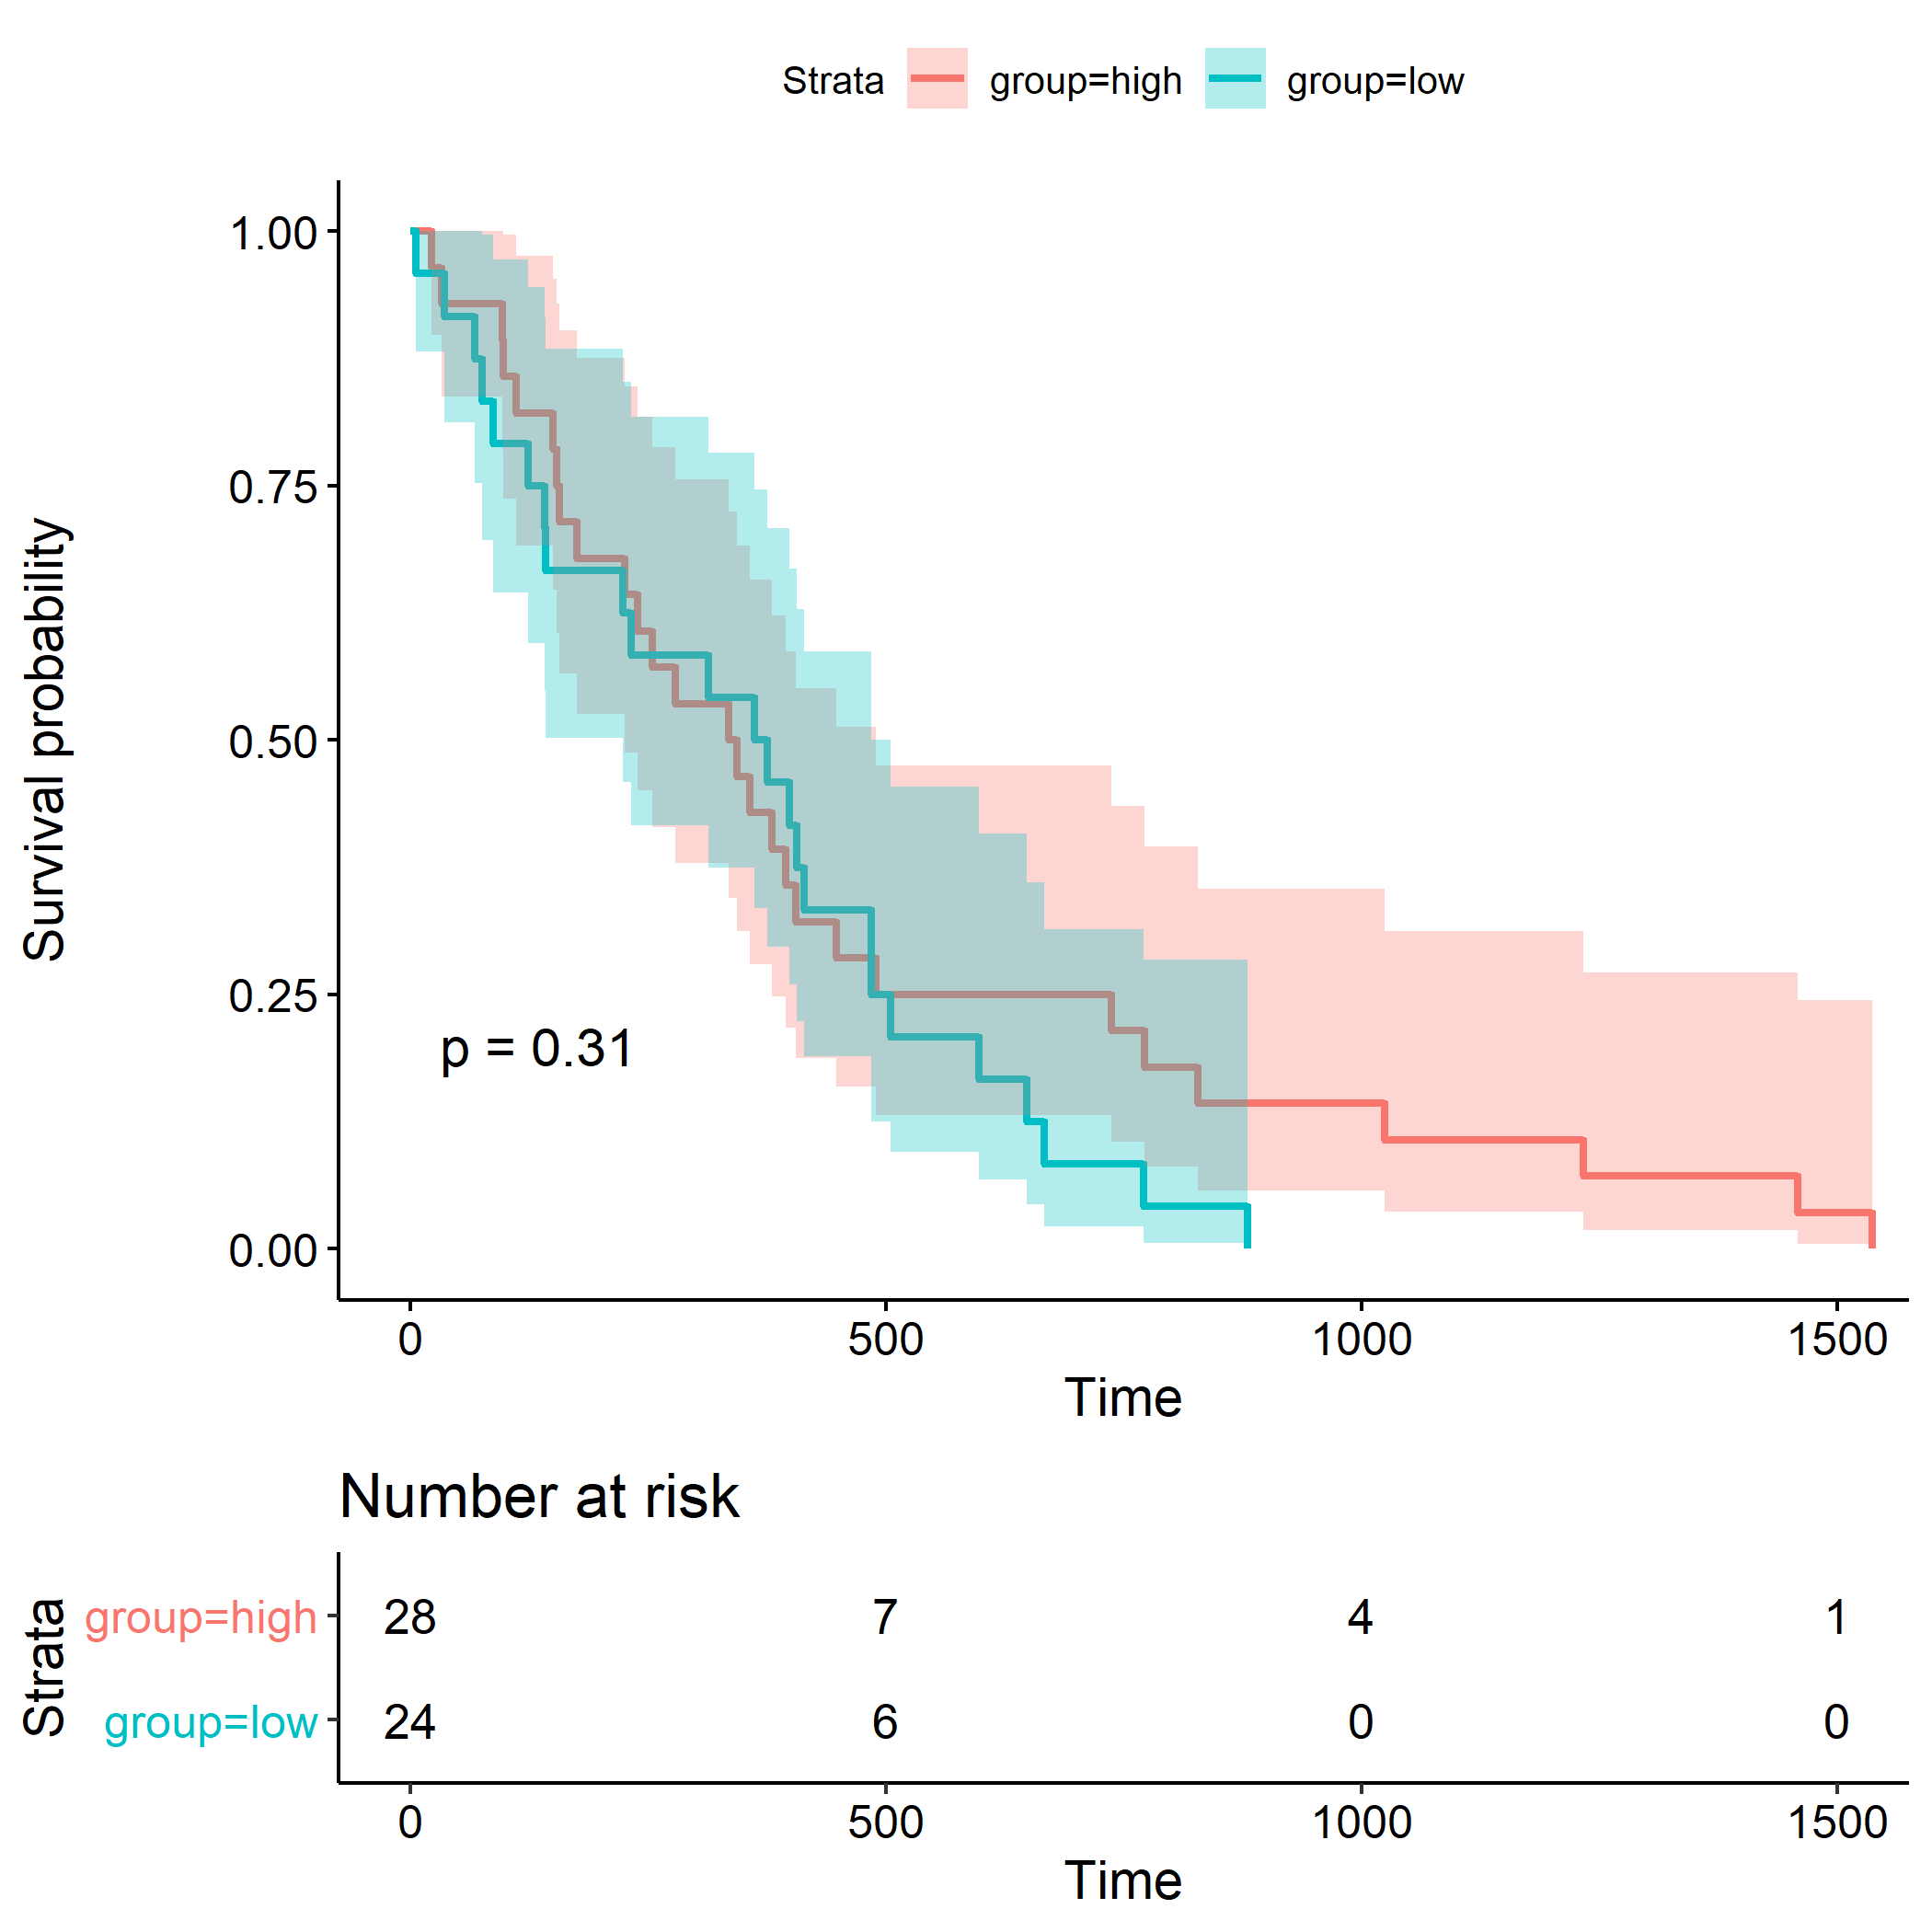 Strata group=high group=low
1.00
0.75
0.50
0.25
0.00
Survival probability
p = 0.31
0 500 1000 1500
Time
Number at risk
Strata
group=high 28 7 4 1
group=low 24 6 0 0
0 500 1000 1500
Time